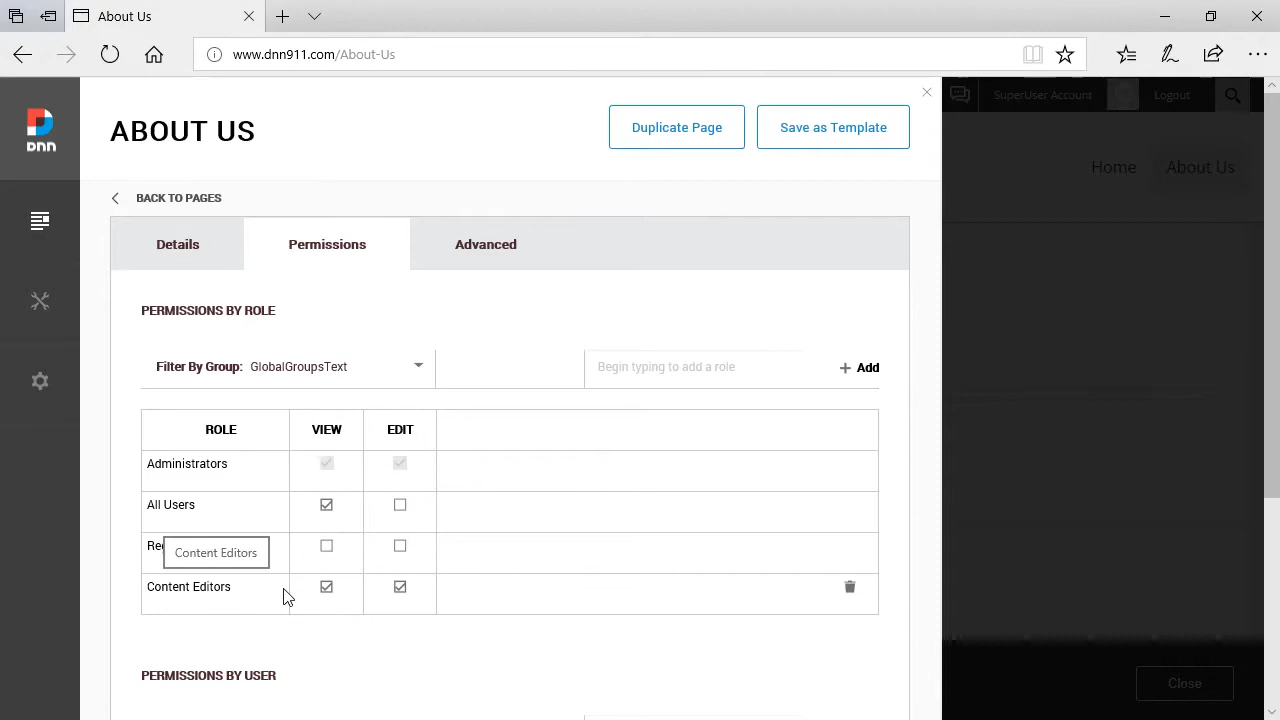 About Us
www.dnn911.com/About-Us
DNN
SuperUser Account
Logout
ABOUT US
Duplicate Page
Save as Template
Home
About Us
BACK TO PAGES
Details
Permissions
Advanced
PERMISSIONS BY ROLE
Filter By Group: GlobalGroupsText
Begin typing to add a role
+ Add
ROLE VIEW EDIT
Administrators
All Users
Content Editors
Content Editors
PERMISSIONS BY USER
Close